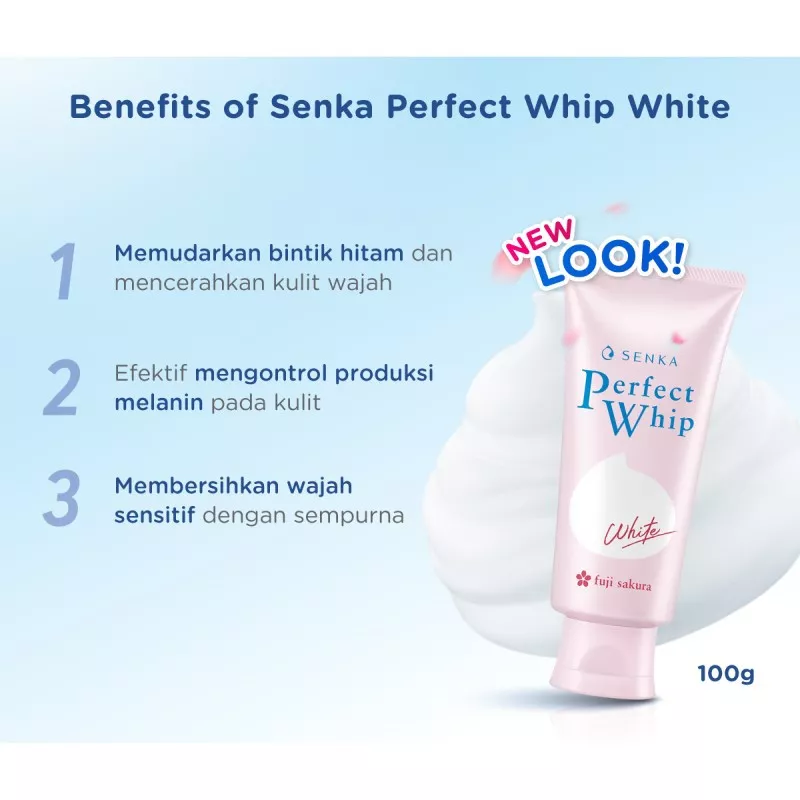 Benefits of Senka Perfect Whip White
1
Memudarkan bintik hitam dan
mencerahkan kulit wajah
2
Efektif mengontrol produksi
melanin pada kulit
3
Membersihkan wajah
sensitif dengan sempurna
NEW
LOOK!
SENKA
Perfect
Whip
White
fuji sakura
100g